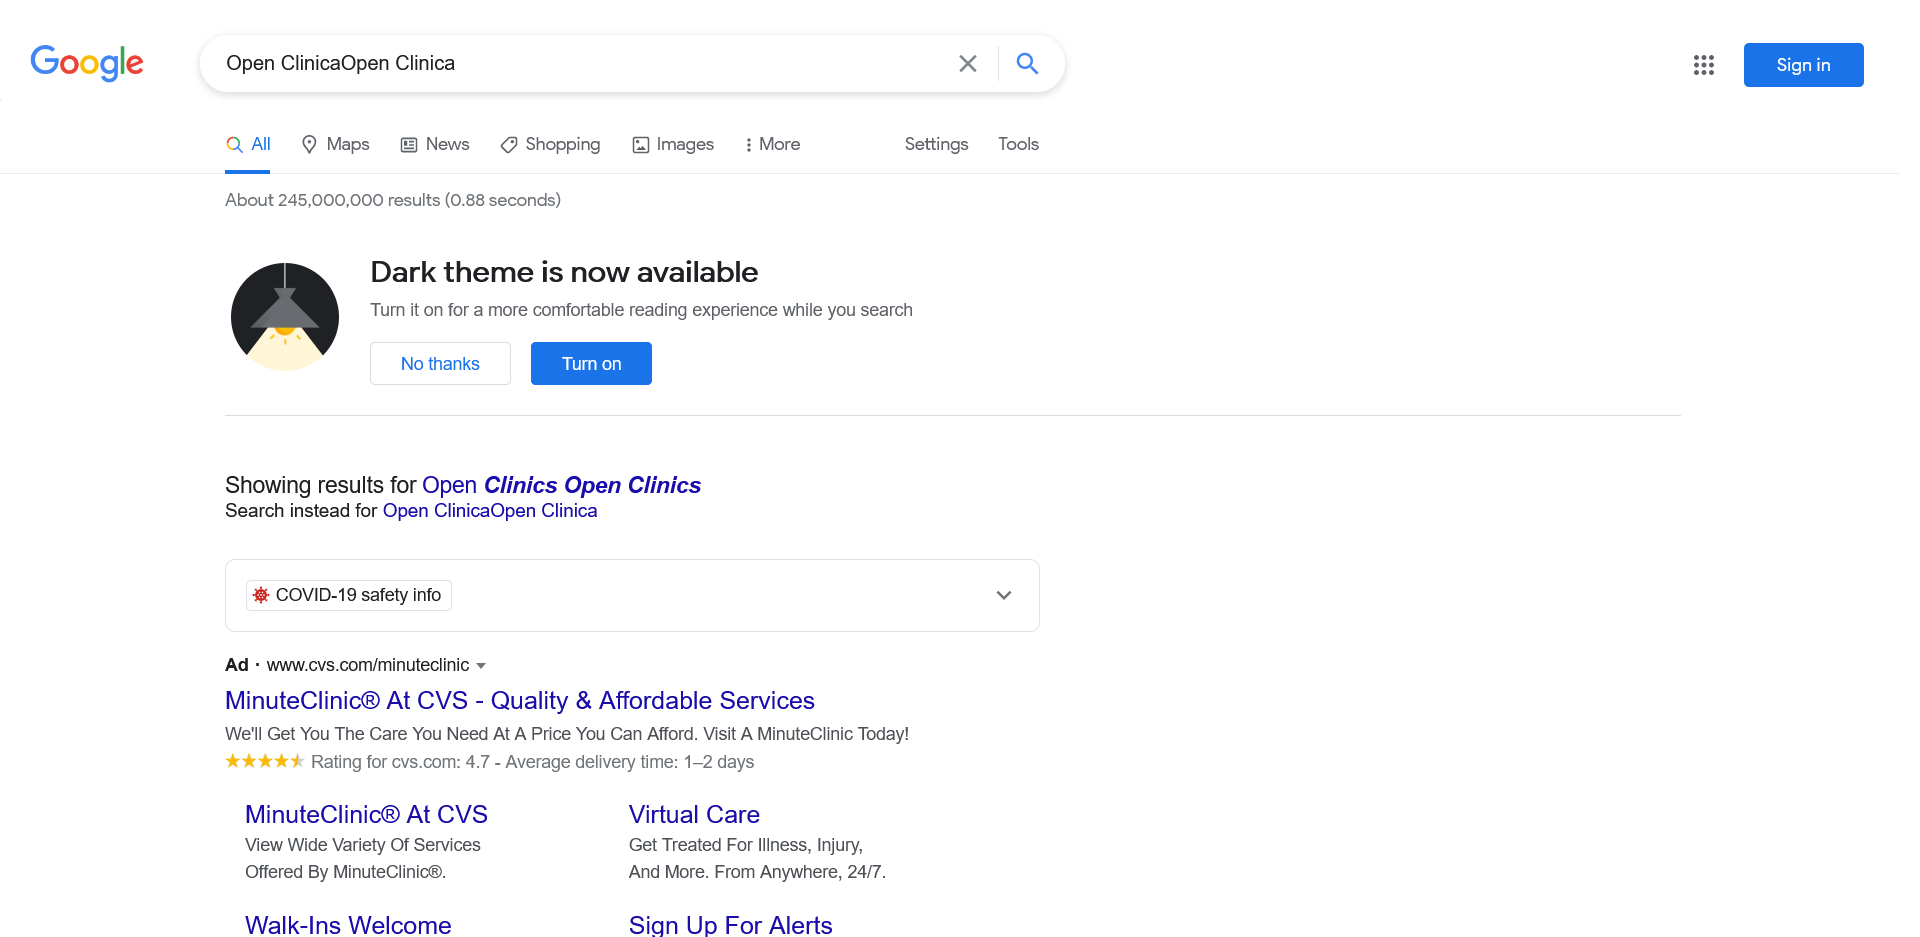 Google
Open ClinicaOpen Clinica
Sign in
All Maps News Shopping Images More Settings Tools
About 245,000,000 results (0.88 seconds)
Dark theme is now available
Turn it on for a more comfortable reading experience while you search
No thanks Turn on
Showing results for Open Clinics Open Clinics
Search instead for Open ClinicaOpen Clinica
COVID-19 safety info
Ad · www.cvs.com/minuteclinic
MinuteClinic® At CVS - Quality & Affordable Services
We'll Get You The Care You Need At A Price You Can Afford. Visit A MinuteClinic Today!
Rating for cvs.com: 4.7 - Average delivery time: 1–2 days
MinuteClinic® At CVS
View Wide Variety Of Services
Offered By MinuteClinic®.
Virtual Care
Get Treated For Illness, Injury,
And More. From Anywhere, 24/7.
Walk-Ins Welcome
Sign Up For Alerts